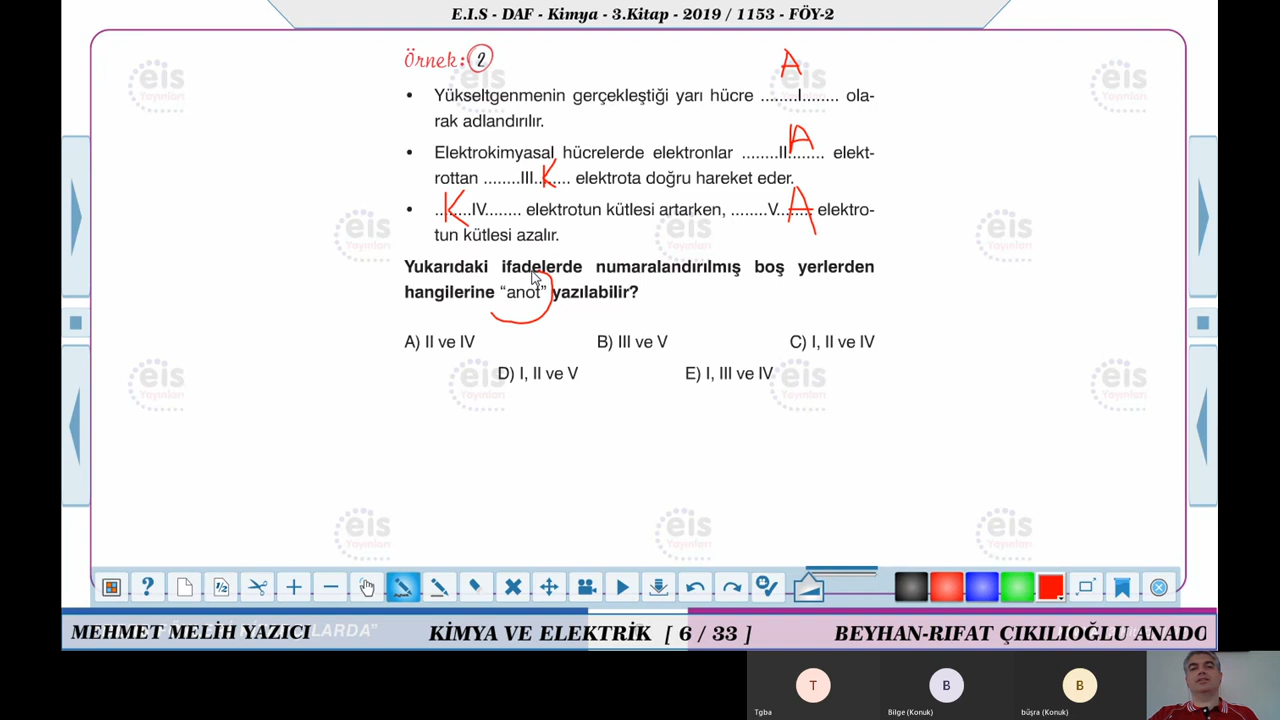 E.I.S - DAF - Kimya - 3.Kitap - 2019 / 1153 - FÖY-2
Örnek: 2
A
• Yükseltgenmenin gerçekleştiği yarı hücre ........I........ ola-
rak adlandırılır.
A
• Elektrokimyasal hücrelerde elektronlar ........II........ elekt-
rottan ........III........ elektrota doğru hareket eder.
K
K
A
• ........IV........ elektrotun kütlesi artarken, ........V........ elektro-
tun kütlesi azalır.
Yukarıdaki ifadelerde numaralandırılmış boş yerlerden
hangilerine “anot” yazılabilir?
A) II ve IV B) III ve V C) I, II ve IV
D) I, II ve V E) I, III ve IV
eis
Yayınları
MEHMET MELİH YAZICI KİMYA VE ELEKTRİK [ 6 / 33 ] BEYHAN-RIFAT ÇIKILIOĞLU ANADO
T B B
Tgba Bilge (Konuk) büşra (Konuk)